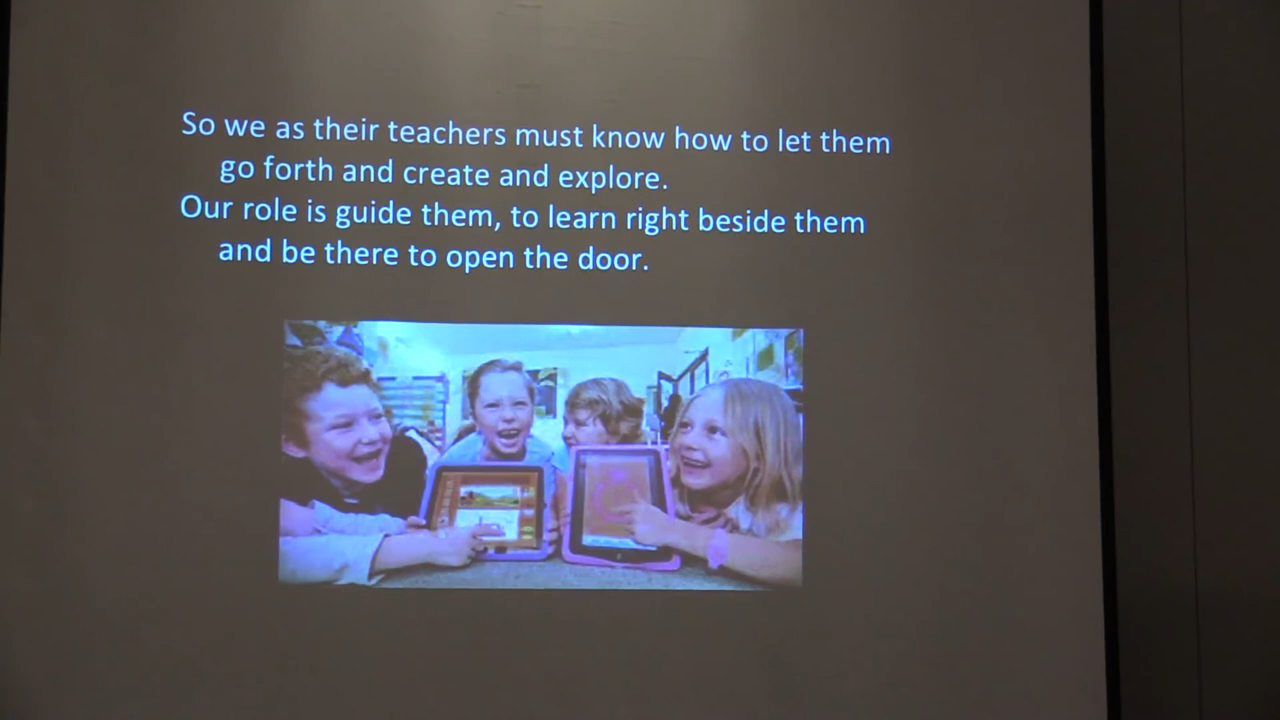 So we as their teachers must know how to let them
go forth and create and explore.
Our role is guide them, to learn right beside them
and be there to open the door.